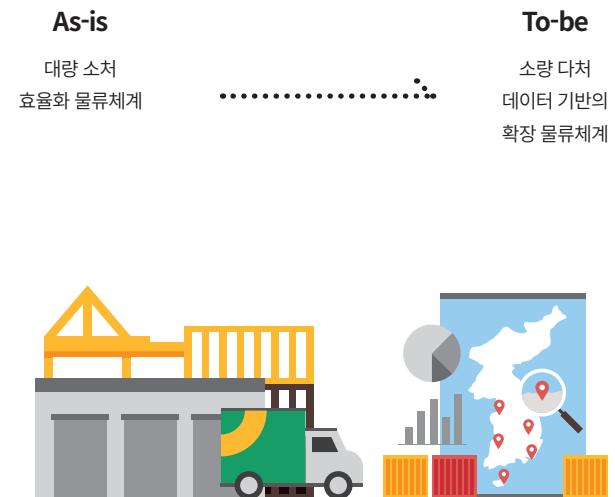 As-is
대량 소처
효율화 물류체계
To-be
소량 다처
데이터 기반의
확장 물류체계